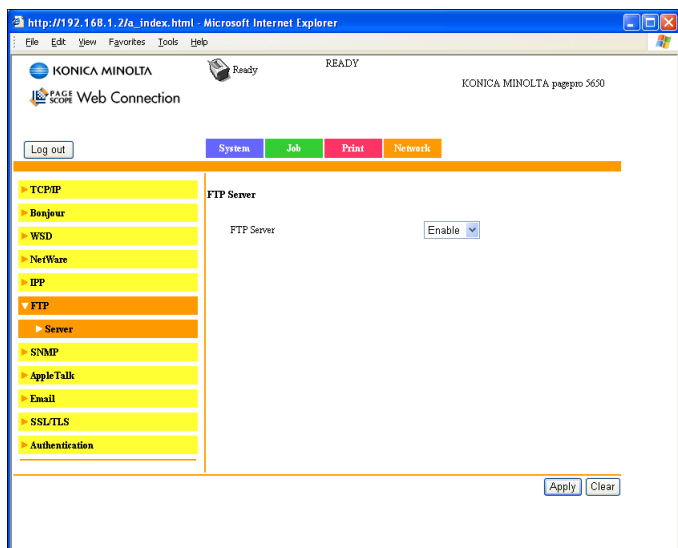 http://192.168.1.2/a_index.html - Microsoft Internet Explorer
File Edit View Favorites Tools Help
KONICA MINOLTA
Ready
READY
KONICA MINOLTA pagepro 5650
PAGE SCOPE Web Connection
Log out
System Job Print Network
TCP/IP
Bonjour
WSD
NetWare
IPP
FTP
Server
SNMP
AppleTalk
Email
SSL/TLS
Authentication
FTP Server
FTP Server Enable
Apply Clear